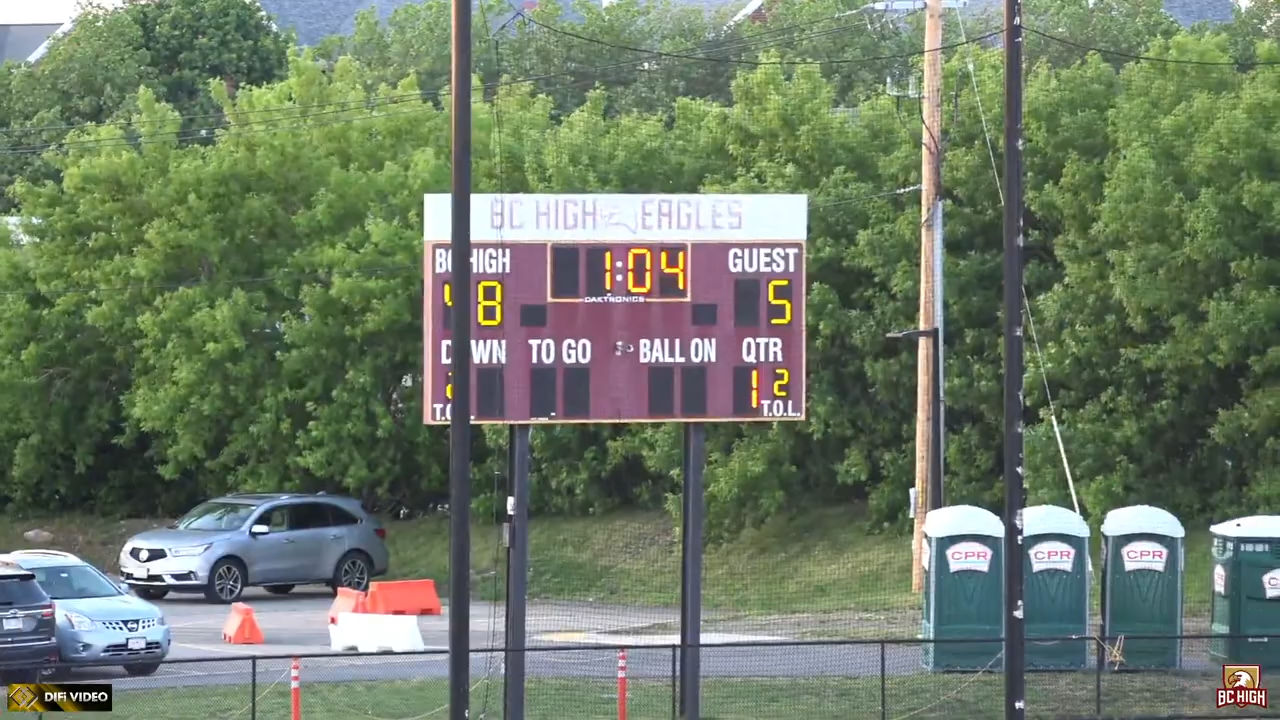 BC HIGH EAGLES
BC HIGH 1:04 GUEST
DAKTRONICS
8 5
TO GO BALL ON QTR
1 2
T.O.L.
CPR CPR CPR
DIFI VIDEO
BC HIGH